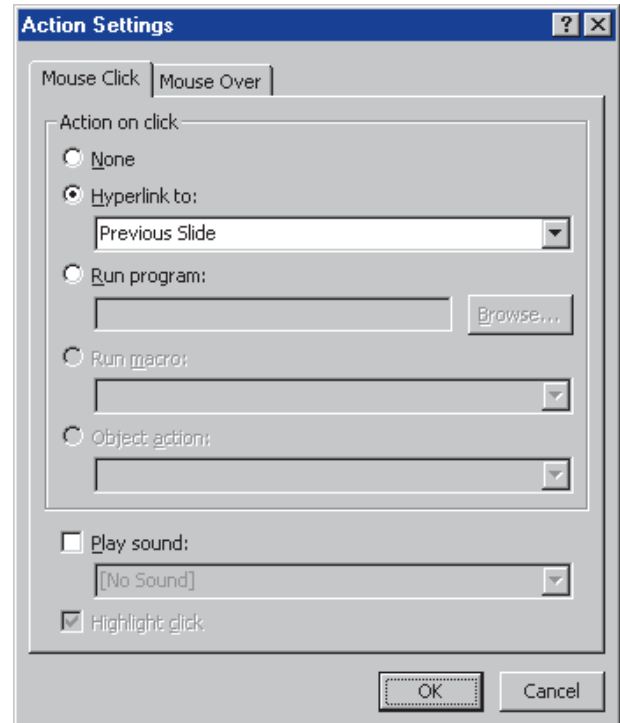 Action Settings
Mouse Click Mouse Over
Action on click
None
Hyperlink to:
Previous Slide
Run program:
Browse...
Run macro:
Object action:
Play sound:
[No Sound]
Highlight click
OK Cancel